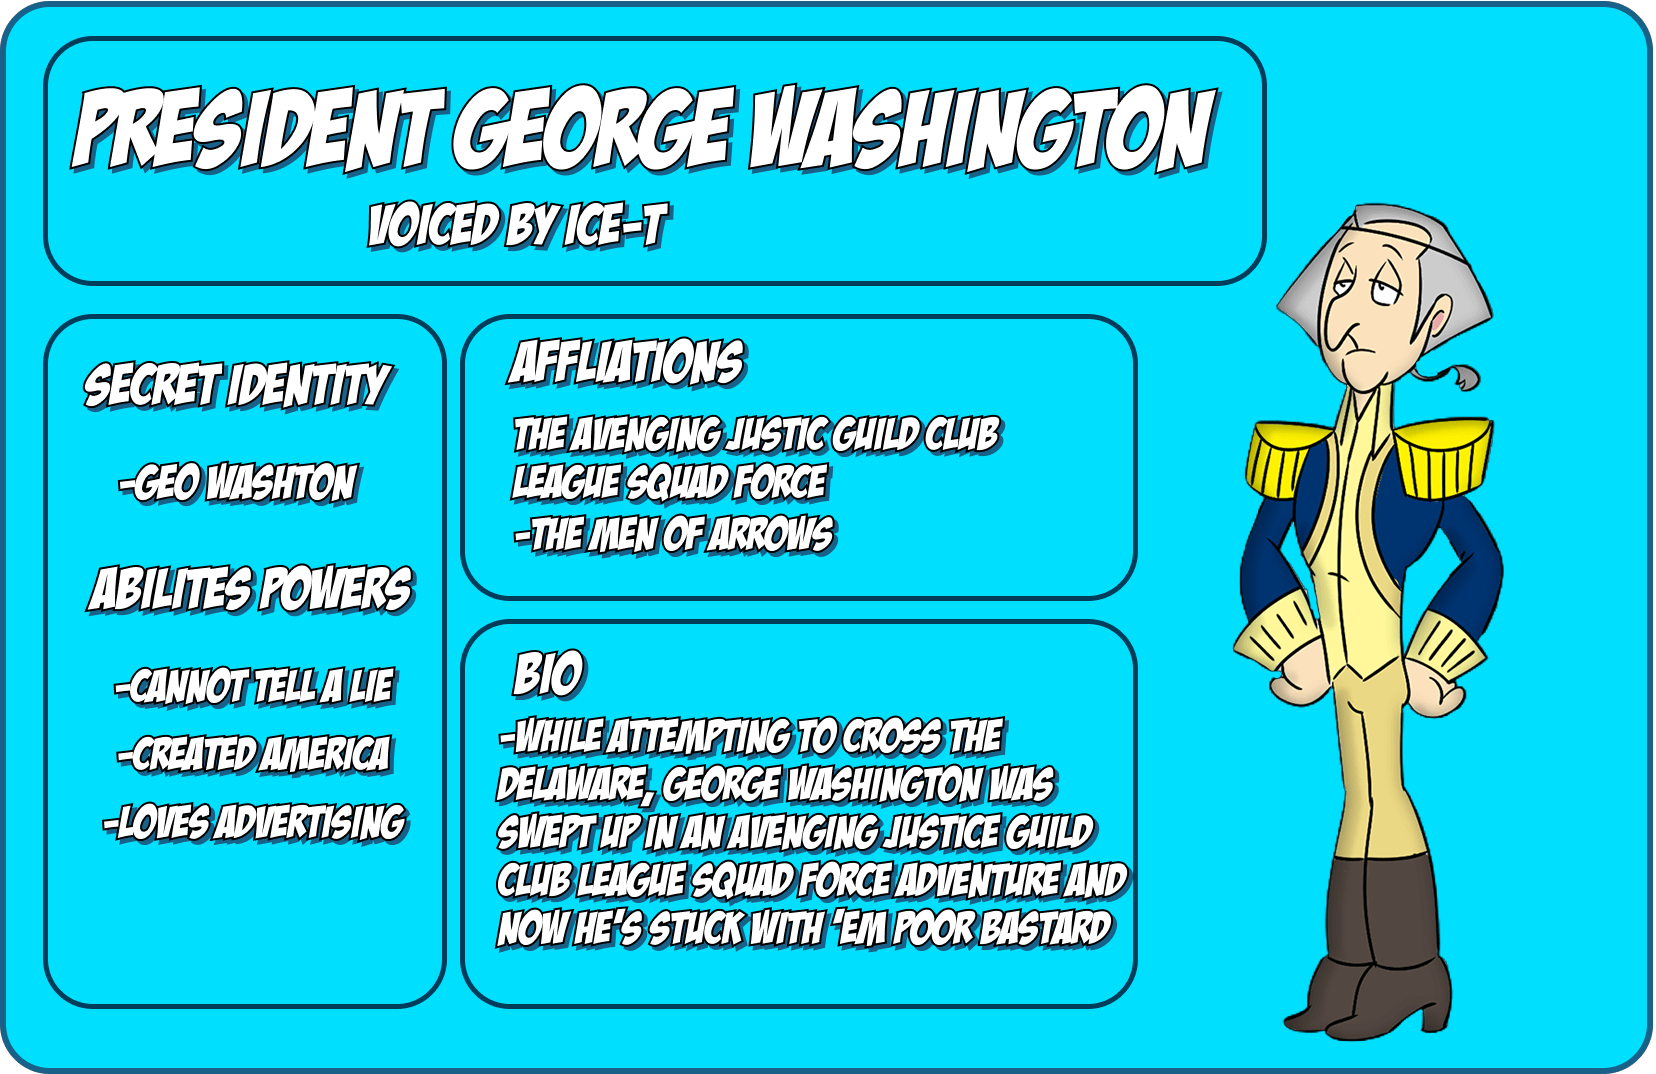 PRESIDENT GEORGE WASHINGTON
VOICED BY ICE-T
SECRET IDENTITY
-GEO WASHTON
ABILITES POWERS
-CANNOT TELL A LIE
-CREATED AMERICA
-LOVES ADVERTISING
AFFLIATIONS
THE AVENGING JUSTIC GUILD CLUB
LEAGUE SQUAD FORCE
-THE MEN OF ARROWS
BIO
-WHILE ATTEMPTING TO CROSS THE
DELAWARE, GEORGE WASHINGTON WAS
SWEPT UP IN AN AVENGING JUSTICE GUILD
CLUB LEAGUE SQUAD FORCE ADVENTURE AND
NOW HE'S STUCK WITH 'EM POOR BASTARD